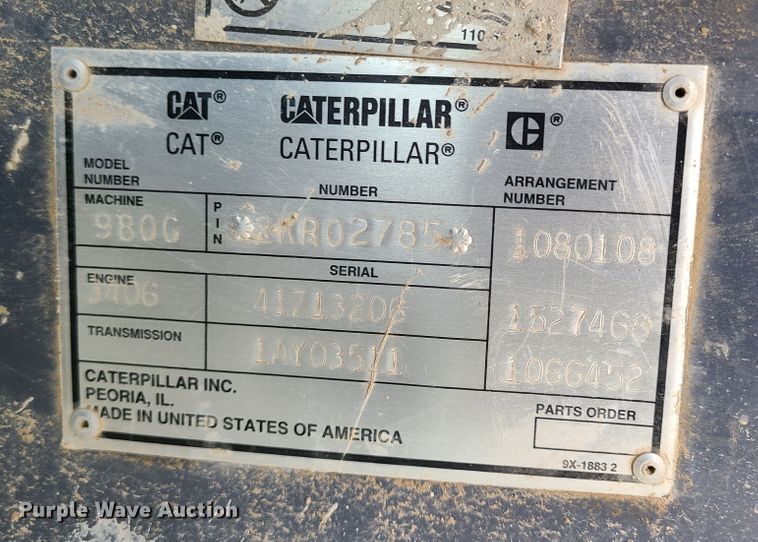 110
CAT® CATERPILLAR® C®
CAT® CATERPILLAR®
MODEL NUMBER NUMBER ARRANGEMENT NUMBER
MACHINE 980G PIN *2KR02785* 1080108
SERIAL
ENGINE 3406 41Z13208 1527468
TRANSMISSION 1AY03511 1066452
CATERPILLAR INC.
PEORIA, IL.
MADE IN UNITED STATES OF AMERICA
PARTS ORDER
9X-1883 2
Purple Wave Auction